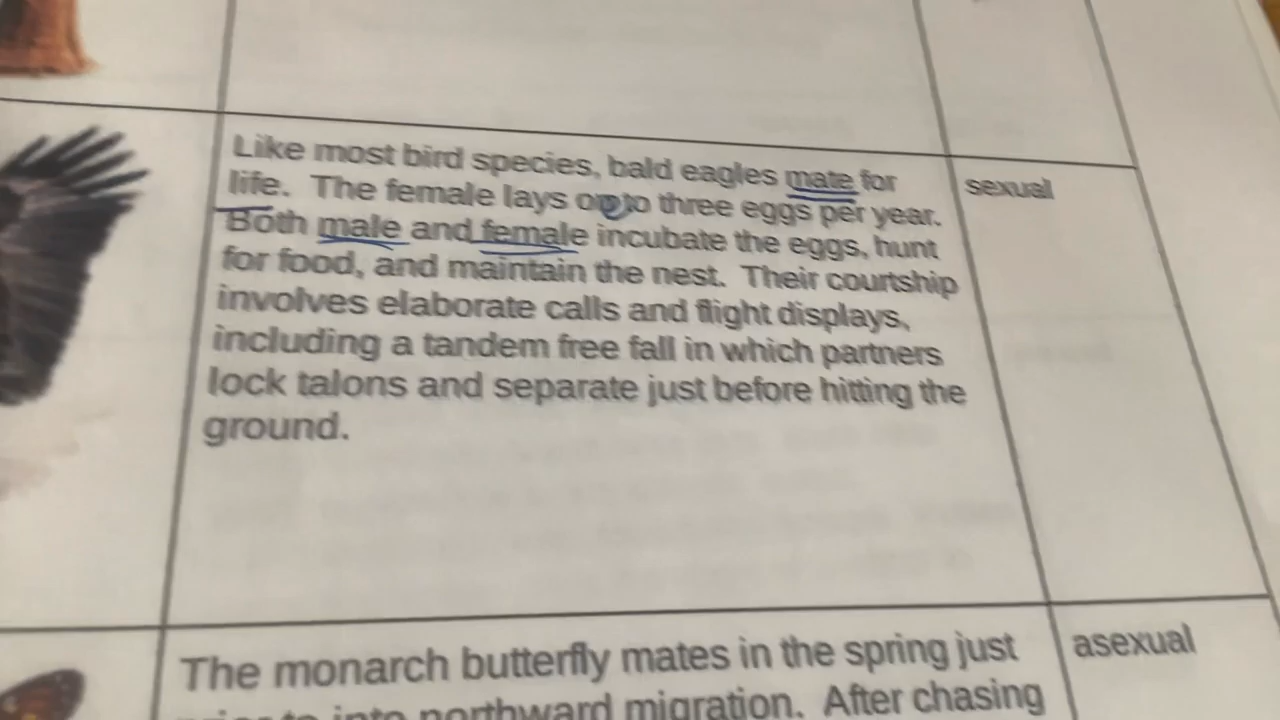 Like most bird species, bald eagles mate for
life. The female lays upto three eggs per year.
Both male and female incubate the eggs, hunt
for food, and maintain the nest. Their courtship
involves elaborate calls and flight displays,
including a tandem free fall in which partners
lock talons and separate just before hitting the
ground.
sexual
The monarch butterfly mates in the spring just
prior to into northward migration. After chasing
asexual